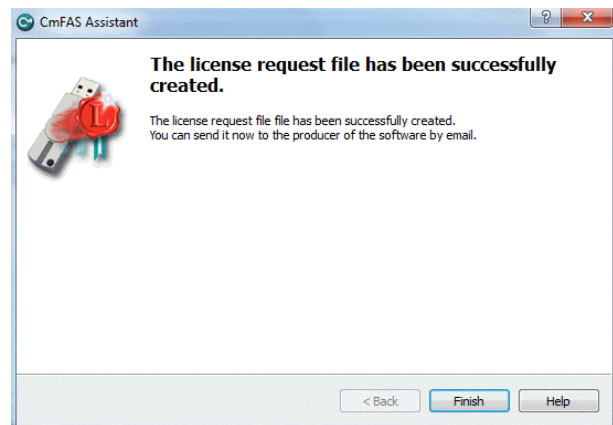 CmFAS Assistant
The license request file has been successfully
created.
The license request file file has been successfully created.
You can send it now to the producer of the software by email.
L
< Back
Finish
Help